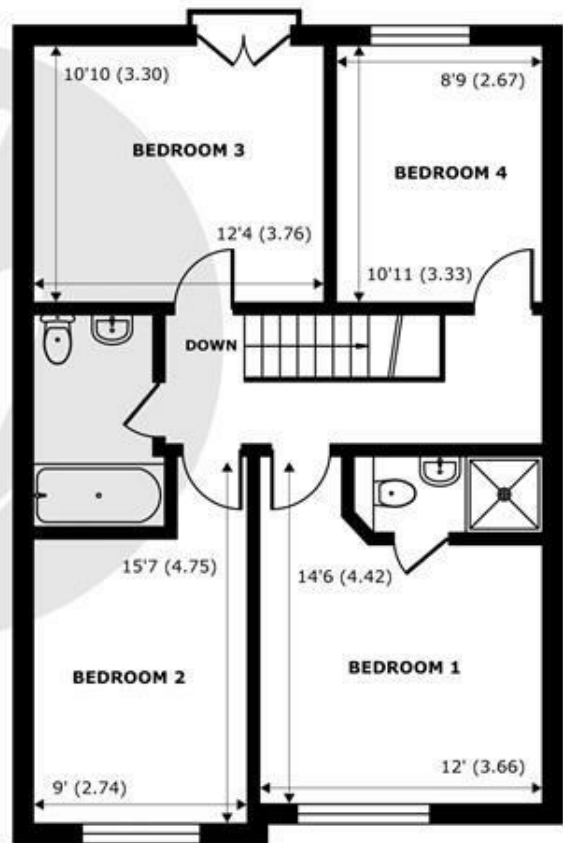 10'10 (3.30)
8'9 (2.67)
BEDROOM 3
BEDROOM 4
12'4 (3.76)
10'11 (3.33)
DOWN
15'7 (4.75)
14'6 (4.42)
BEDROOM 2
BEDROOM 1
9' (2.74)
12' (3.66)